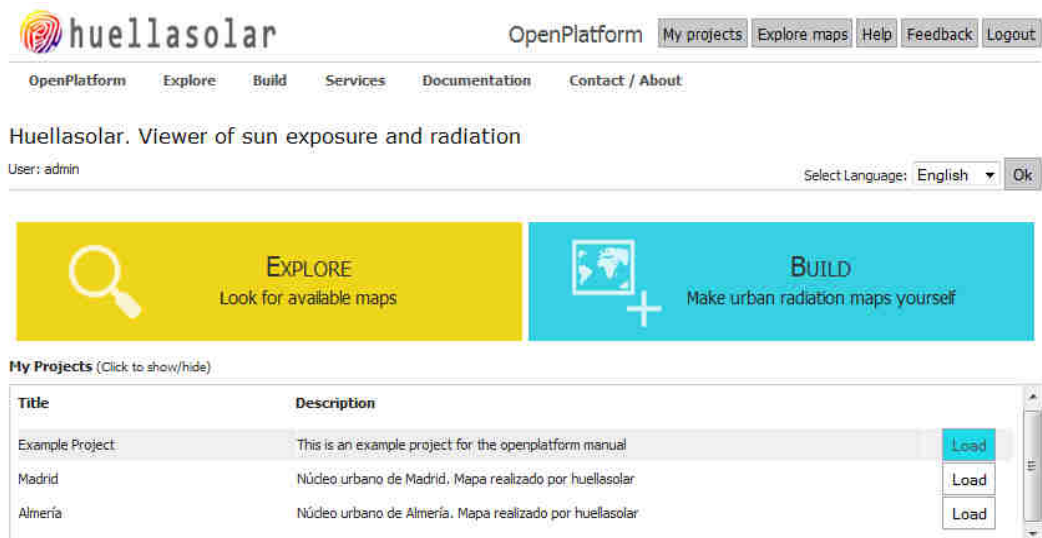 huellasolar
OpenPlatform My projects Explore maps Help Feedback Logout
OpenPlatform Explore Build Services Documentation Contact / About
Huellasolar. Viewer of sun exposure and radiation
User: admin
Select Language: English Ok
EXPLORE
Look for available maps
BUILD
Make urban radiation maps yourself
My Projects (Click to show/hide)
Title Description
Example Project This is an example project for the openplatform manual Load
Madrid Núcleo urbano de Madrid. Mapa realizado por huellasolar Load
Almería Núcleo urbano de Almería. Mapa realizado por huellasolar Load